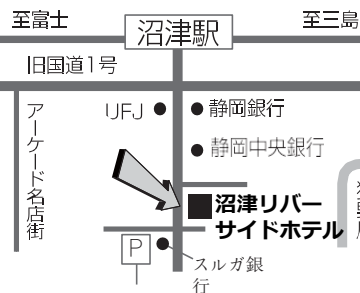 至富士
沼津駅
至三島
旧国道1号
アーケード名店街
UFJ
静岡銀行
静岡中央銀行
沼津リバー
サイドホテル
P
スルガ銀
行